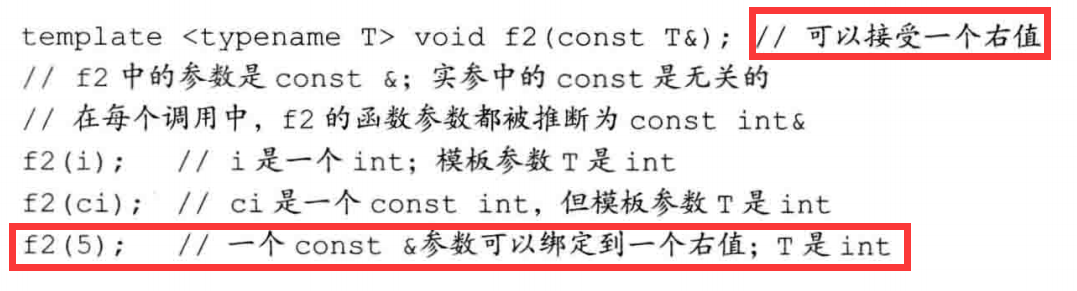 template <typename T> void f2(const T&); // 可以接受一个右值
// f2 中的参数是 const &; 实参中的 const 是无关的
// 在每个调用中，f2 的函数参数都被推断为 const int&
f2(i); // i 是一个 int; 模板参数 T 是 int
f2(ci); // ci 是一个 const int, 但模板参数 T 是 int
f2(5); // 一个 const &参数可以绑定到一个右值; T 是 int